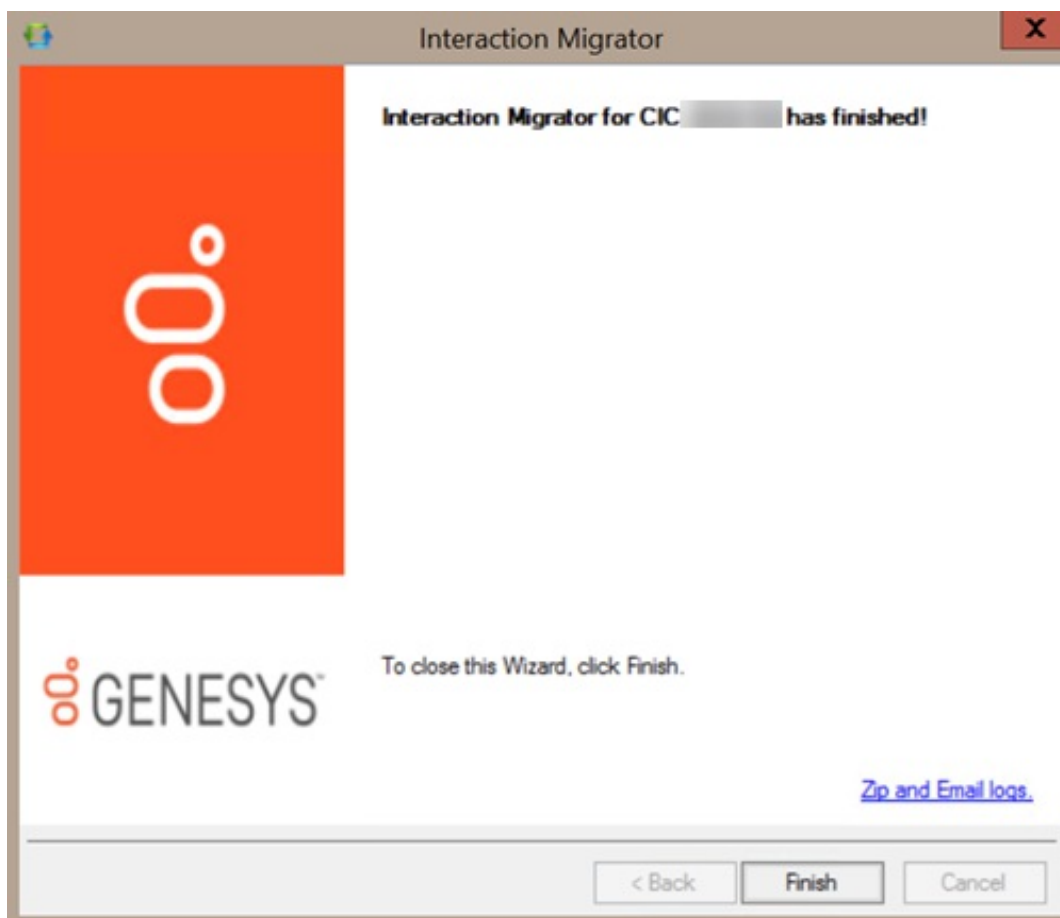 Interaction Migrator
X
Interaction Migrator for CIC has finished!
GENESYS™
To close this Wizard, click Finish.
Zip and Email logs.
< Back
Finish
Cancel